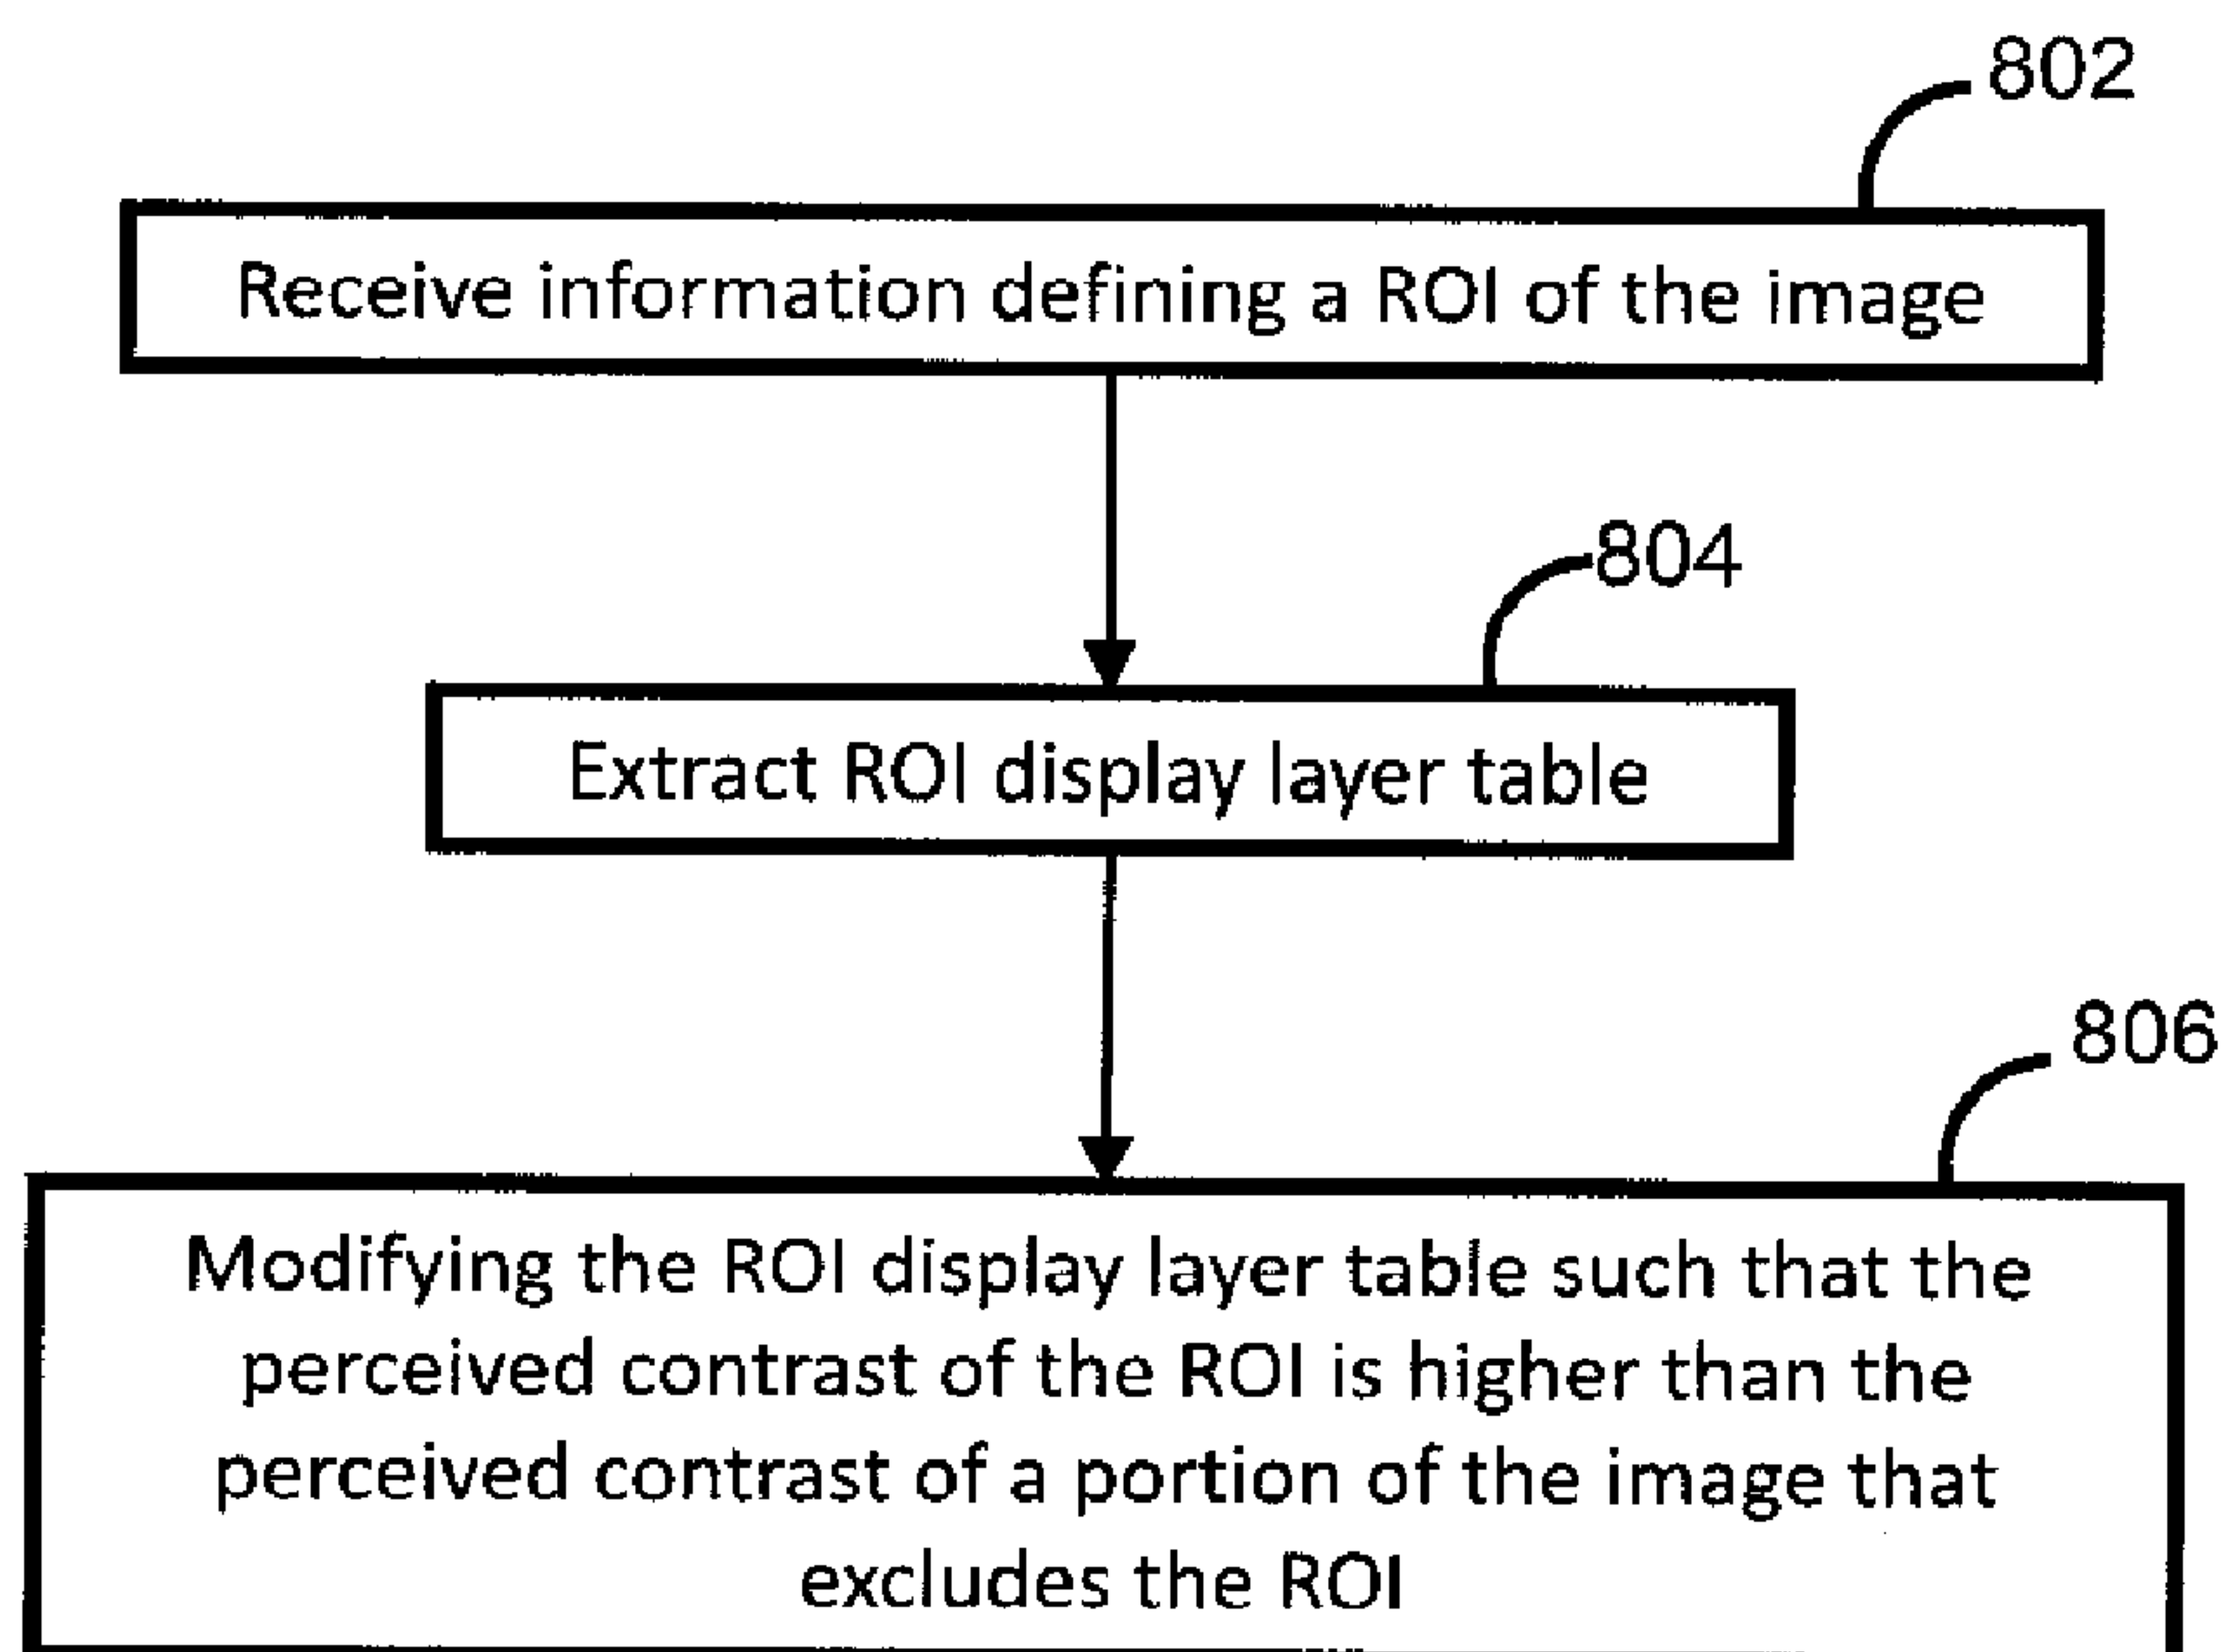 802
Receive information defining a ROI of the image
804
Extract ROI display layer table
806
Modifying the ROI display layer table such that the
perceived contrast of the ROI is higher than the
perceived contrast of a portion of the image that
excludes the ROI